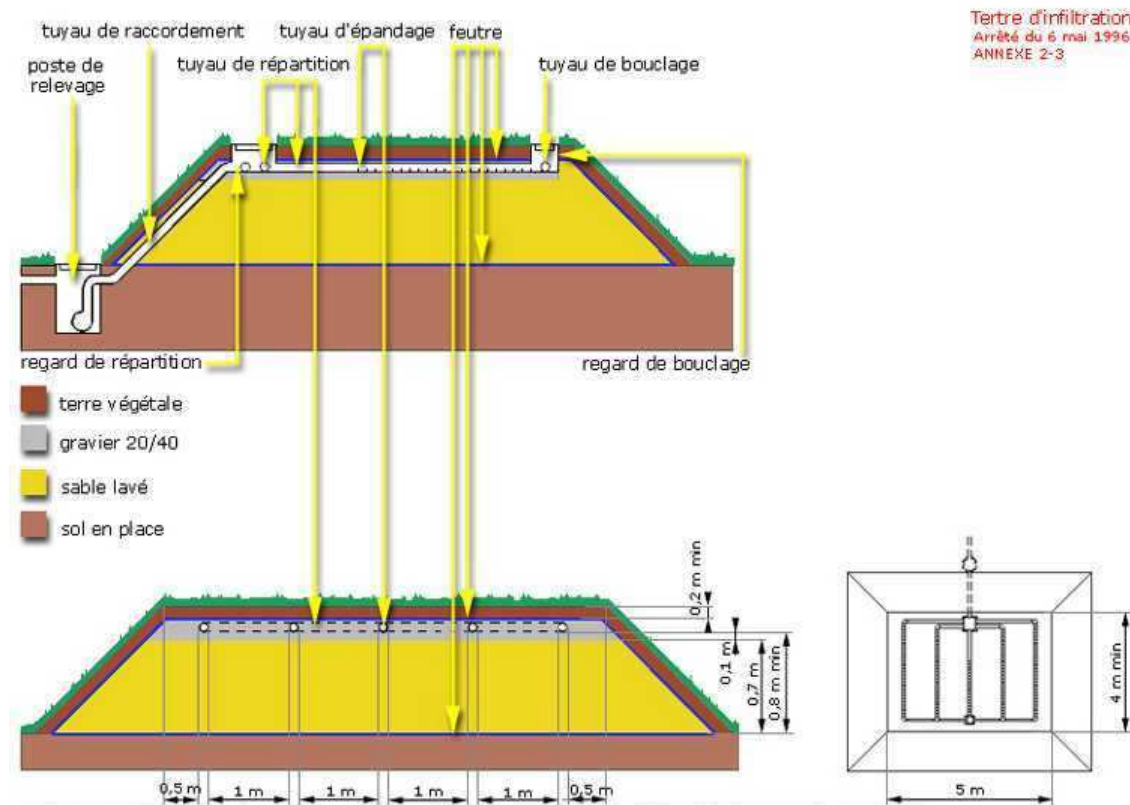 Tertre d'infiltration
Arrêté du 6 mai 1996
ANNEXE 2-3
tuyau de raccordement
tuyau d'épandage
feutre
poste de
relevage
tuyau de répartition
tuyau de bouclage
regard de répartition
regard de bouclage
terre végétale
gravier 20/40
sable lavé
sol en place
0,2 m min
0,1 m
0,7 m
0,8 m min
4 m min
0,5 m
1 m
1 m
1 m
1 m
0,5 m
5 m